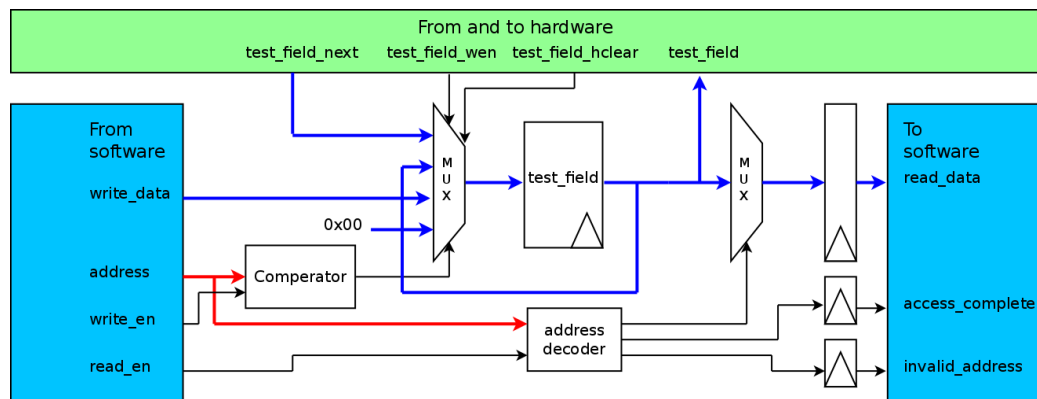 From and to hardware
test_field_next
test_field_wen
test_field_hclear
test_field
From
software
To
software
M
U
X
test_field
M
U
X
write_data
read_data
0x00
address
Comperator
write_en
access_complete
address
decoder
read_en
invalid_address